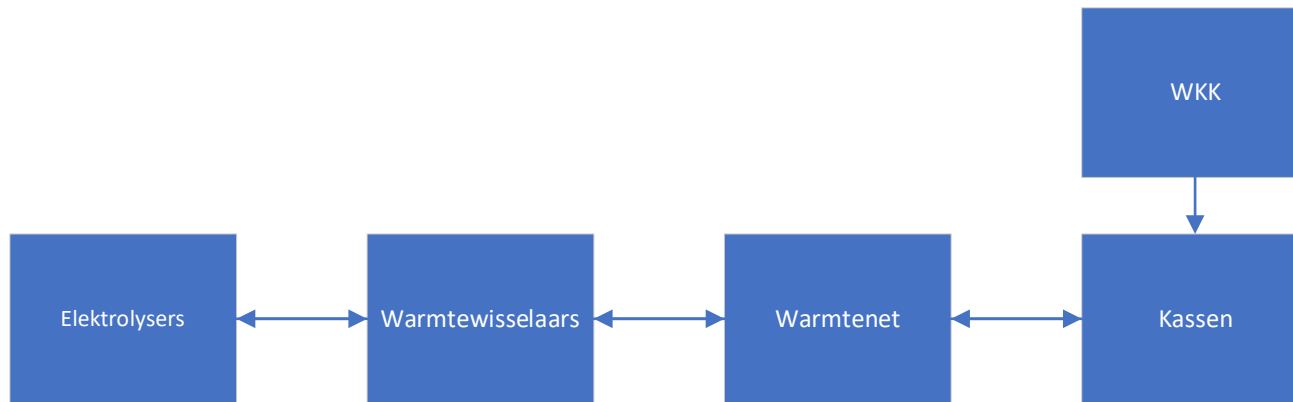 WKK
Elektrolysers
Warmtewisselaars
Warmtenet
Kassen